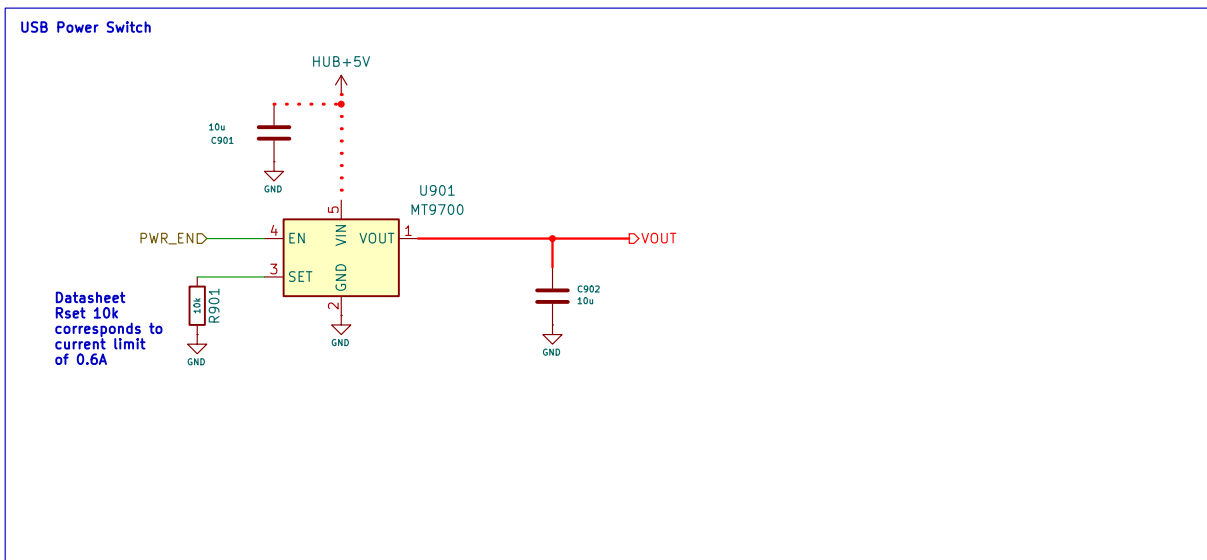 USB Power Switch
HUB+5V
10u
C901
GND
U901
MT9700
5
PWR_EN
4
EN
VIN
VOUT
1
VOUT
3
SET
GND
10k
R901
2
C902
10u
Datasheet
Rset 10k
corresponds to
current limit
of 0.6A
GND
GND
GND